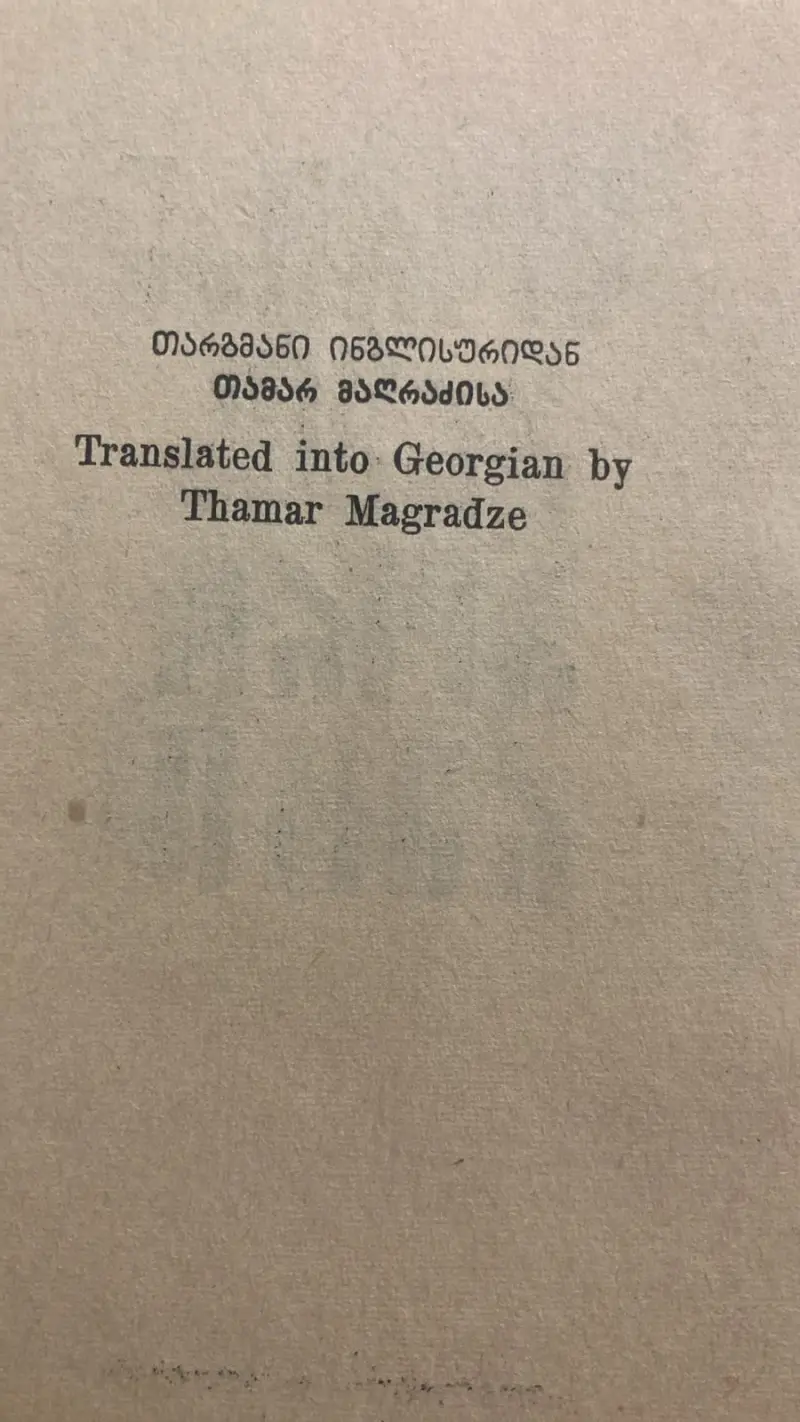 თარგმანი ინგლისურიდან
თამარ მაღრაძისა
Translated into Georgian by
Thamar Magradze